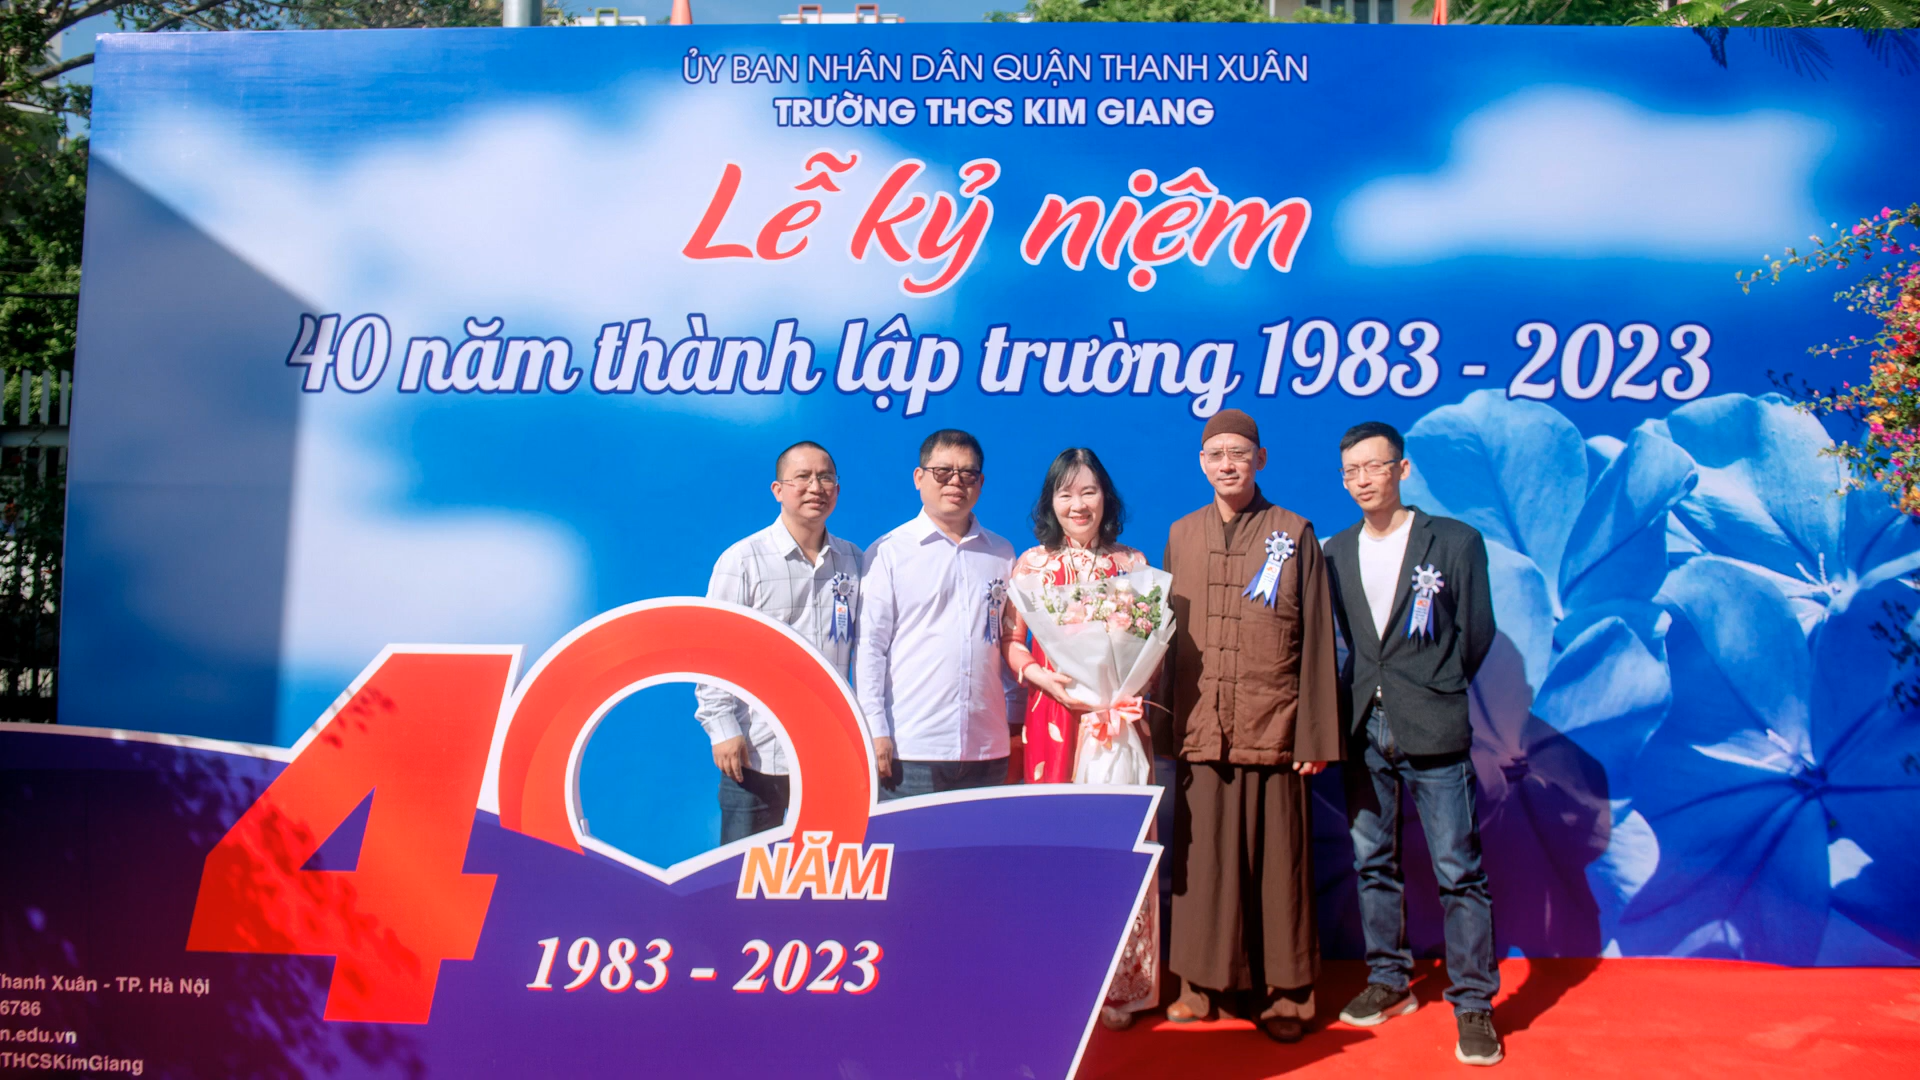 ỦY BAN NHÂN DÂN QUẬN THANH XUÂN
TRƯỜNG THCS KIM GIANG
Lễ kỷ niệm
40 năm thành lập trường 1983 - 2023
40
NĂM
1983 - 2023
Thanh Xuân - TP. Hà Nội
6786
n.edu.vn
THCSKimGiang